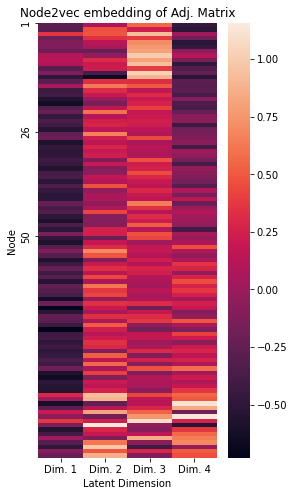 Node2vec embedding of Adj. Matrix
1
26
50
Node
Dim. 1 Dim. 2 Dim. 3 Dim. 4
Latent Dimension
1.00
0.75
0.50
0.25
0.00
−0.25
−0.50